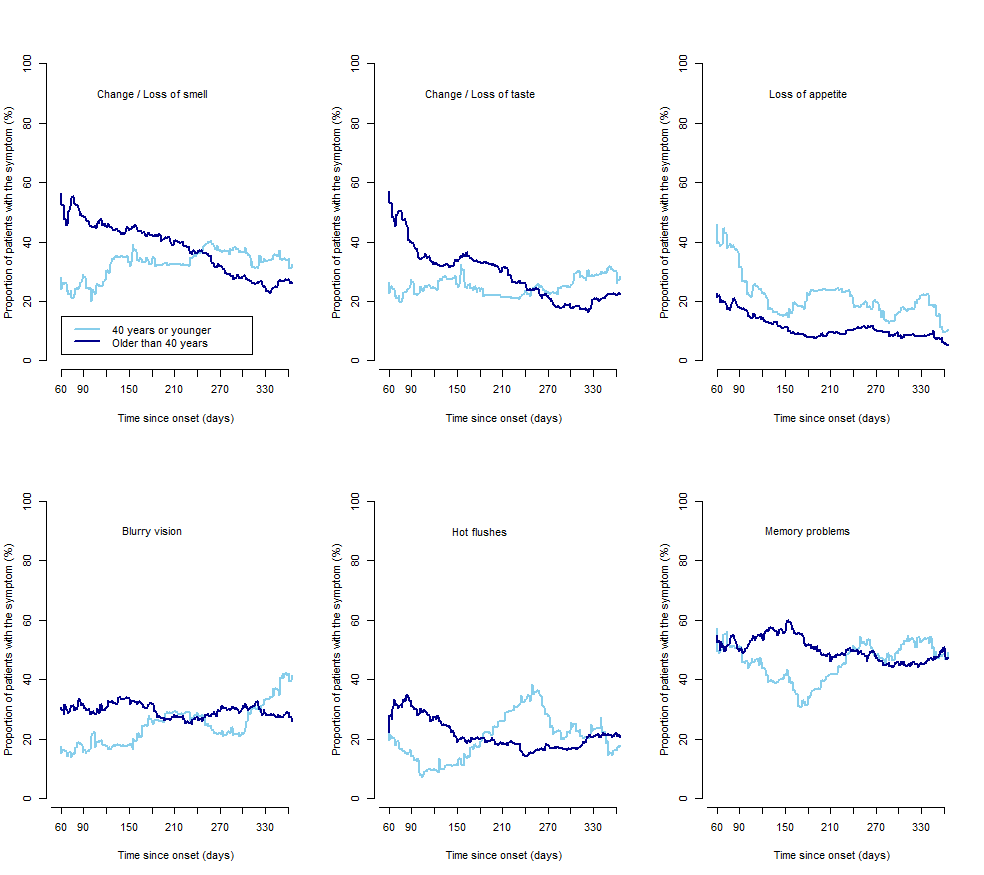 Change / Loss of smell
Proportion of patients with the symptom (%)
0 20 40 60 80 100
40 years or younger
Older than 40 years
60 90 150 210 270 330
Time since onset (days)
Change / Loss of taste
Proportion of patients with the symptom (%)
0 20 40 60 80 100
60 90 150 210 270 330
Time since onset (days)
Loss of appetite
Proportion of patients with the symptom (%)
0 20 40 60 80 100
60 90 150 210 270 330
Time since onset (days)
Blurry vision
Proportion of patients with the symptom (%)
0 20 40 60 80 100
60 90 150 210 270 330
Time since onset (days)
Hot flushes
Proportion of patients with the symptom (%)
0 20 40 60 80 100
60 90 150 210 270 330
Time since onset (days)
Memory problems
Proportion of patients with the symptom (%)
0 20 40 60 80 100
60 90 150 210 270 330
Time since onset (days)